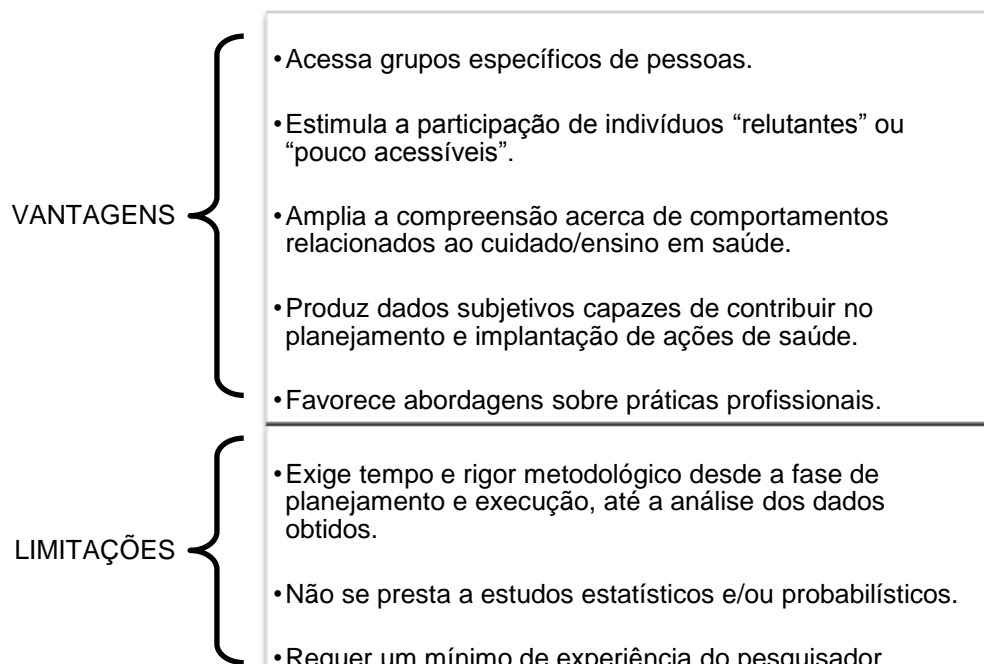 •Acessa grupos específicos de pessoas.
•Estimula a participação de indivíduos “relutantes” ou
“pouco acessíveis”.
VANTAGENS
•Amplia a compreensão acerca de comportamentos
relacionados ao cuidado/ensino em saúde.
•Produz dados subjetivos capazes de contribuir no
planejamento e implantação de ações de saúde.
•Favorece abordagens sobre práticas profissionais.
•Exige tempo e rigor metodológico desde a fase de
planejamento e execução, até a análise dos dados
obtidos.
LIMITAÇÕES
•Não se presta a estudos estatísticos e/ou probabilísticos.
•Requer um mínimo de experiência do pesquisador